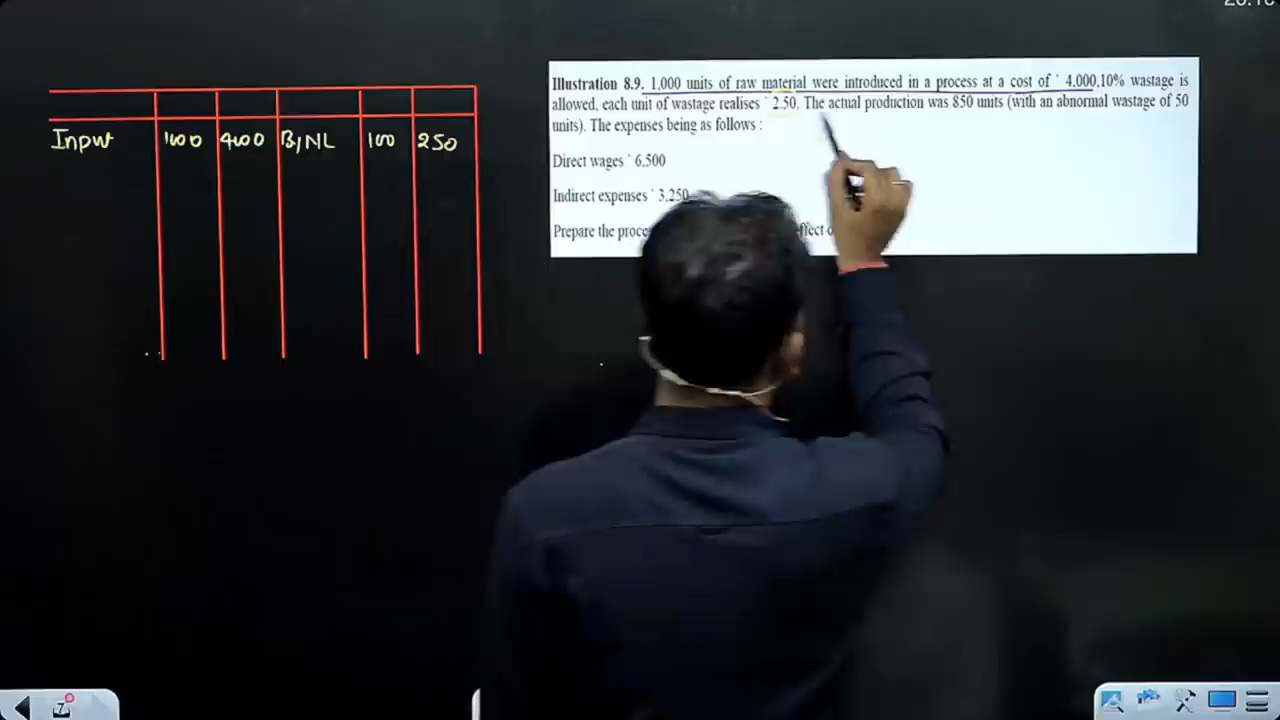 Input 1000 4000 By NL 100 250
Illustration 8.9. 1,000 units of raw material were introduced in a process at a cost of ` 4,000,10% wastage is
allowed, each unit of wastage realises ` 2.50. The actual production was 850 units (with an abnormal wastage of 50
units). The expenses being as follows :
Direct wages ` 6,500
Indirect expenses ` 3,250
Prepare the